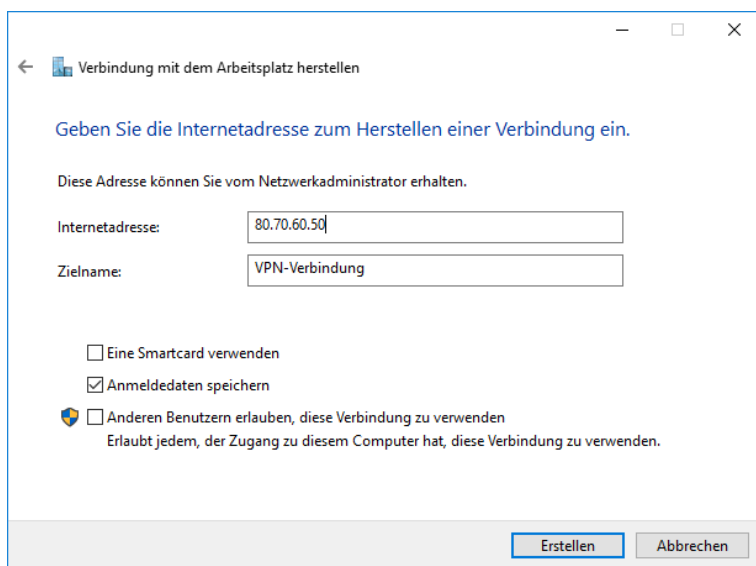 Verbindung mit dem Arbeitsplatz herstellen
Geben Sie die Internetadresse zum Herstellen einer Verbindung ein.
Diese Adresse können Sie vom Netzwerkadministrator erhalten.
Internetadresse: 80.70.60.50
Zielname: VPN-Verbindung
Eine Smartcard verwenden
Anmeldedaten speichern
Anderen Benutzern erlauben, diese Verbindung zu verwenden
Erlaubt jedem, der Zugang zu diesem Computer hat, diese Verbindung zu verwenden.
Erstellen Abbrechen